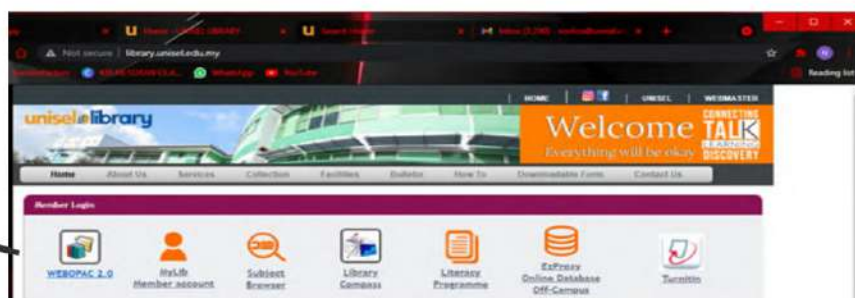 Home - UNISEL LIBRARY
Not secure | library.unisel.edu.my
WhatsApp YouTube
Reading list
HOME | | UNISEL | WEBMASTER
unisel library
Welcome
Everything will be okay
CONNECTING
TALK
LEARNING
DISCOVERY
Home About Us Services Collection Facilities Bulletin How To Downloadable Form Contact Us
Member Login
WEBOPAC 2.0
MyLib
Member account
Subject
Browser
Library
Compass
Literacy
Programme
EzProxy
Online Database
Off-Campus
Turnitin